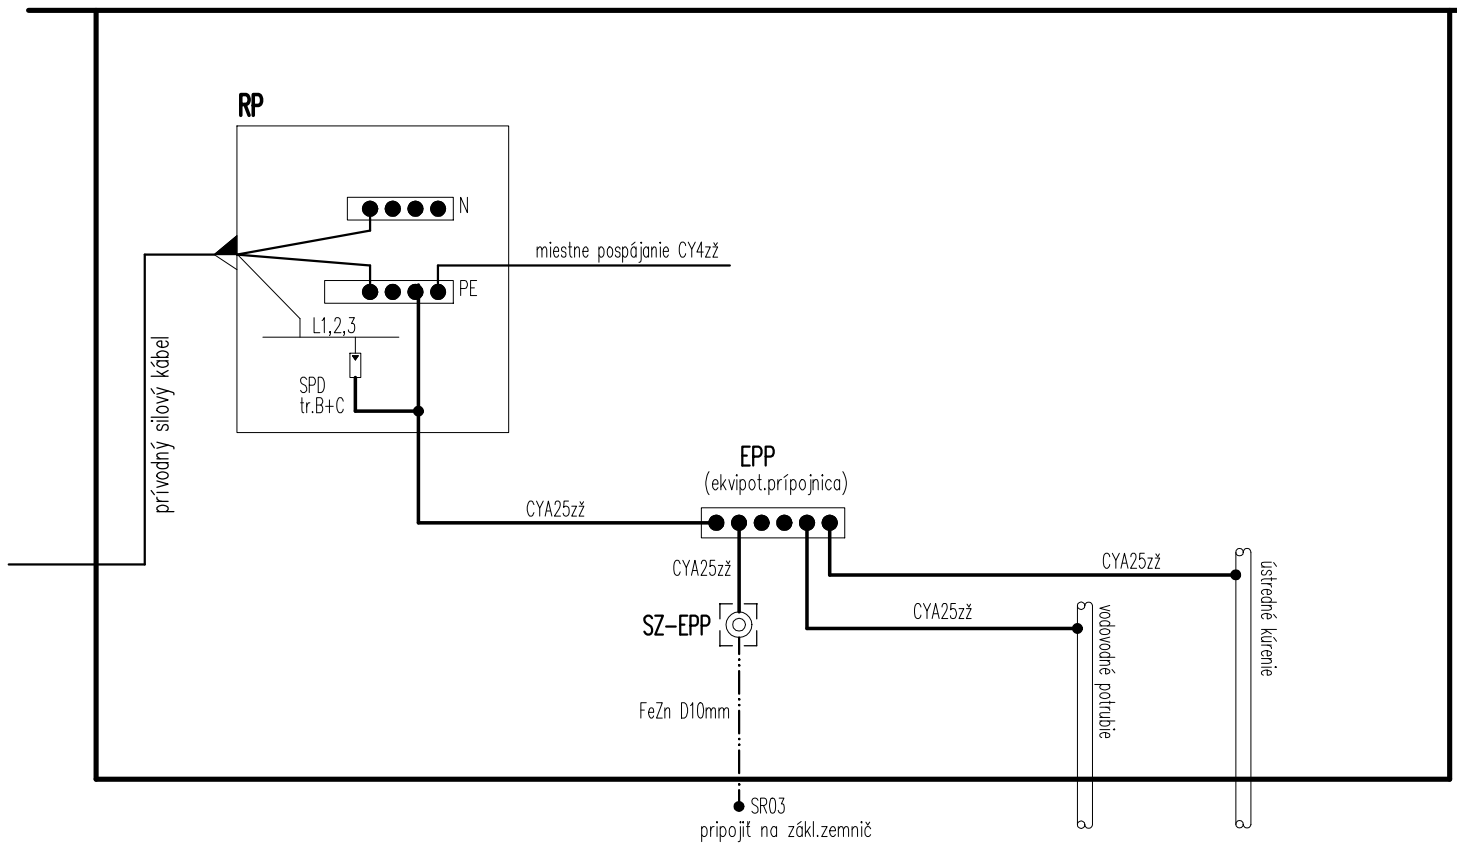 RP
N
miestne pospájanie CY4zž
PE
L1,2,3
SPD
tr.B+C
prívodný silový kábel
EPP
(ekvipot.prípojnica)
CYA25zž
CYA25zž
CYA25zž
CYA25zž
SZ-EPP
ústredné kúrenie
vodovodné potrubie
FeZn D10mm
SR03
pripojiť na zákl.zemnič